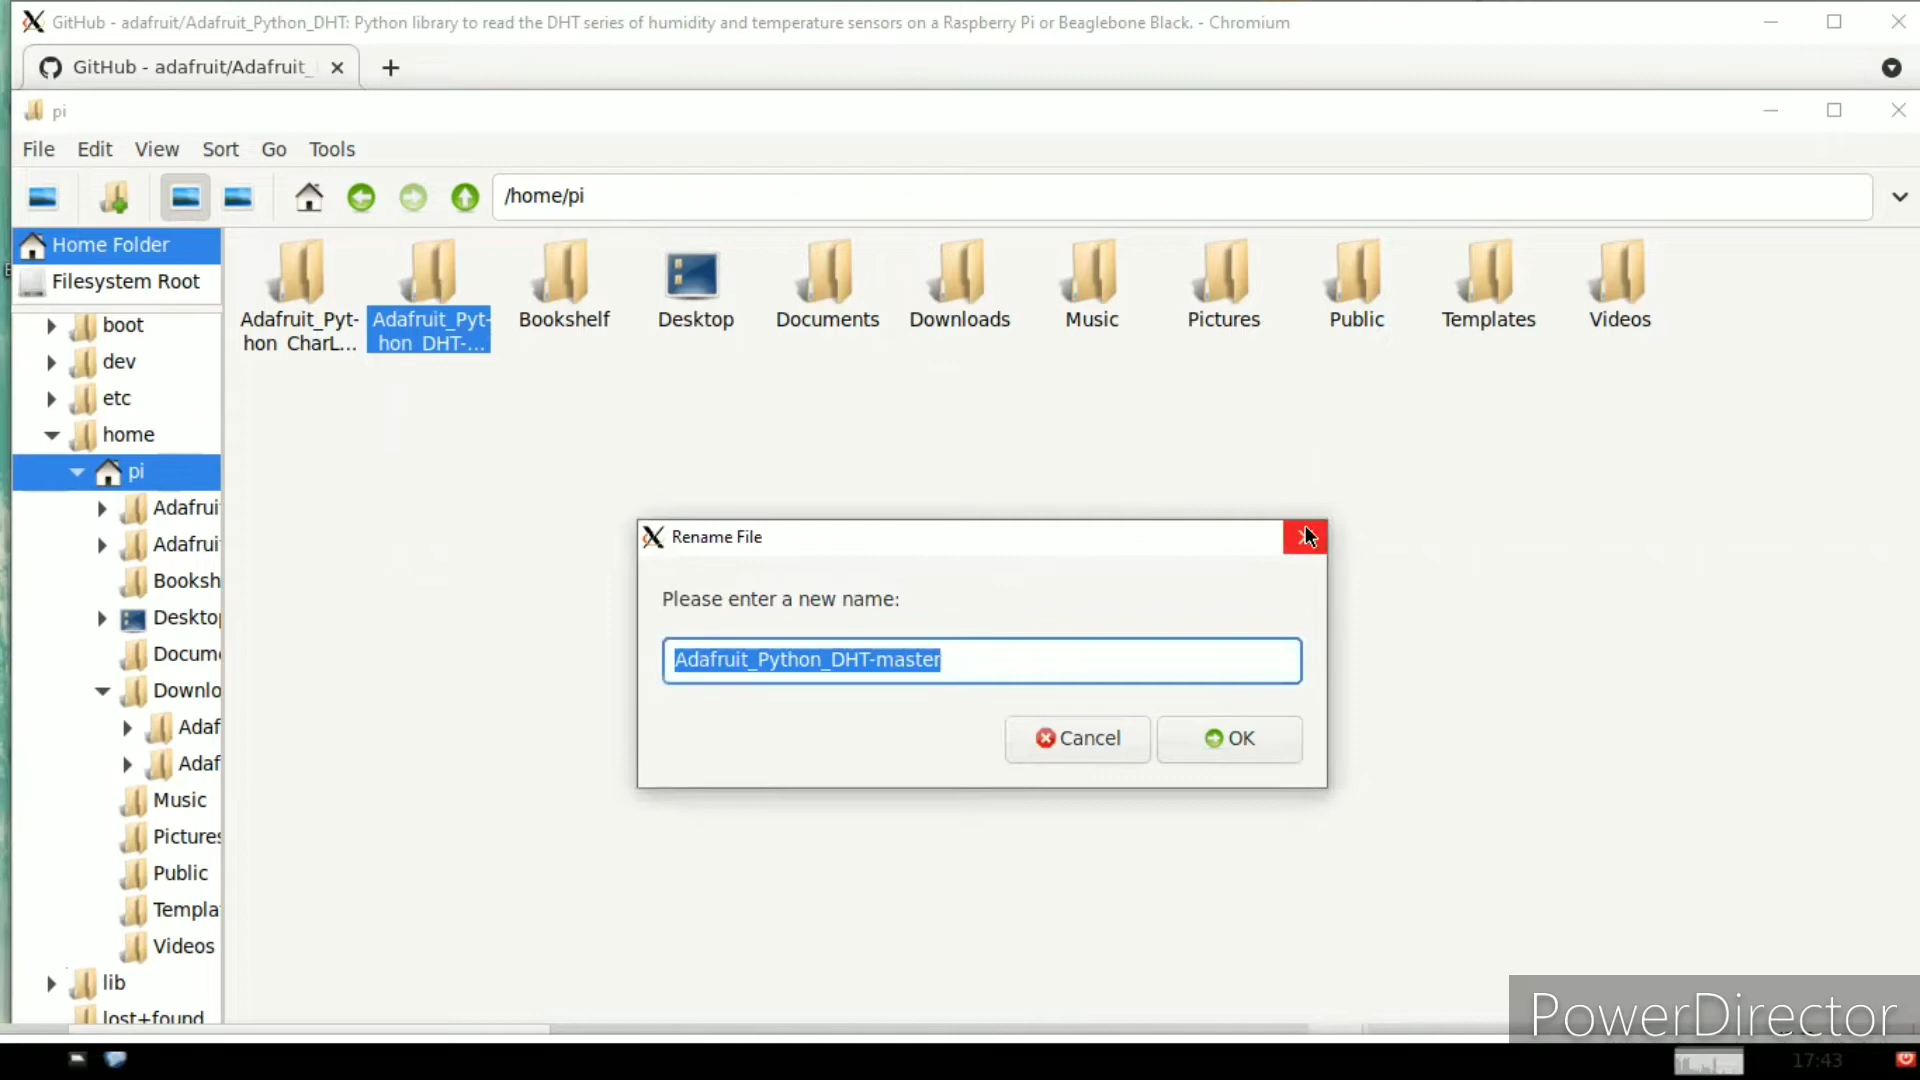 GitHub - adafruit/Adafruit_Python_DHT: Python library to read the DHT series of humidity and temperature sensors on a Raspberry Pi or Beaglebone Black. - Chromium
GitHub - adafruit/Adafruit_
pi
File Edit View Sort Go Tools
/home/pi
Home Folder
Filesystem Root
boot
dev
etc
home
pi
Adafrui
Adafrui
Booksh
Deskto
Docume
Downlo
Adaf
Adaf
Music
Pictures
Public
Templa
Videos
lib
lost+found
Adafruit_Pyt-
hon_CharL...
Adafruit_Pyt-
hon_DHT-...
Bookshelf
Desktop
Documents
Downloads
Music
Pictures
Public
Templates
Videos
Rename File
Please enter a new name:
Adafruit_Python_DHT-master
Cancel
OK
PowerDirector
17:43